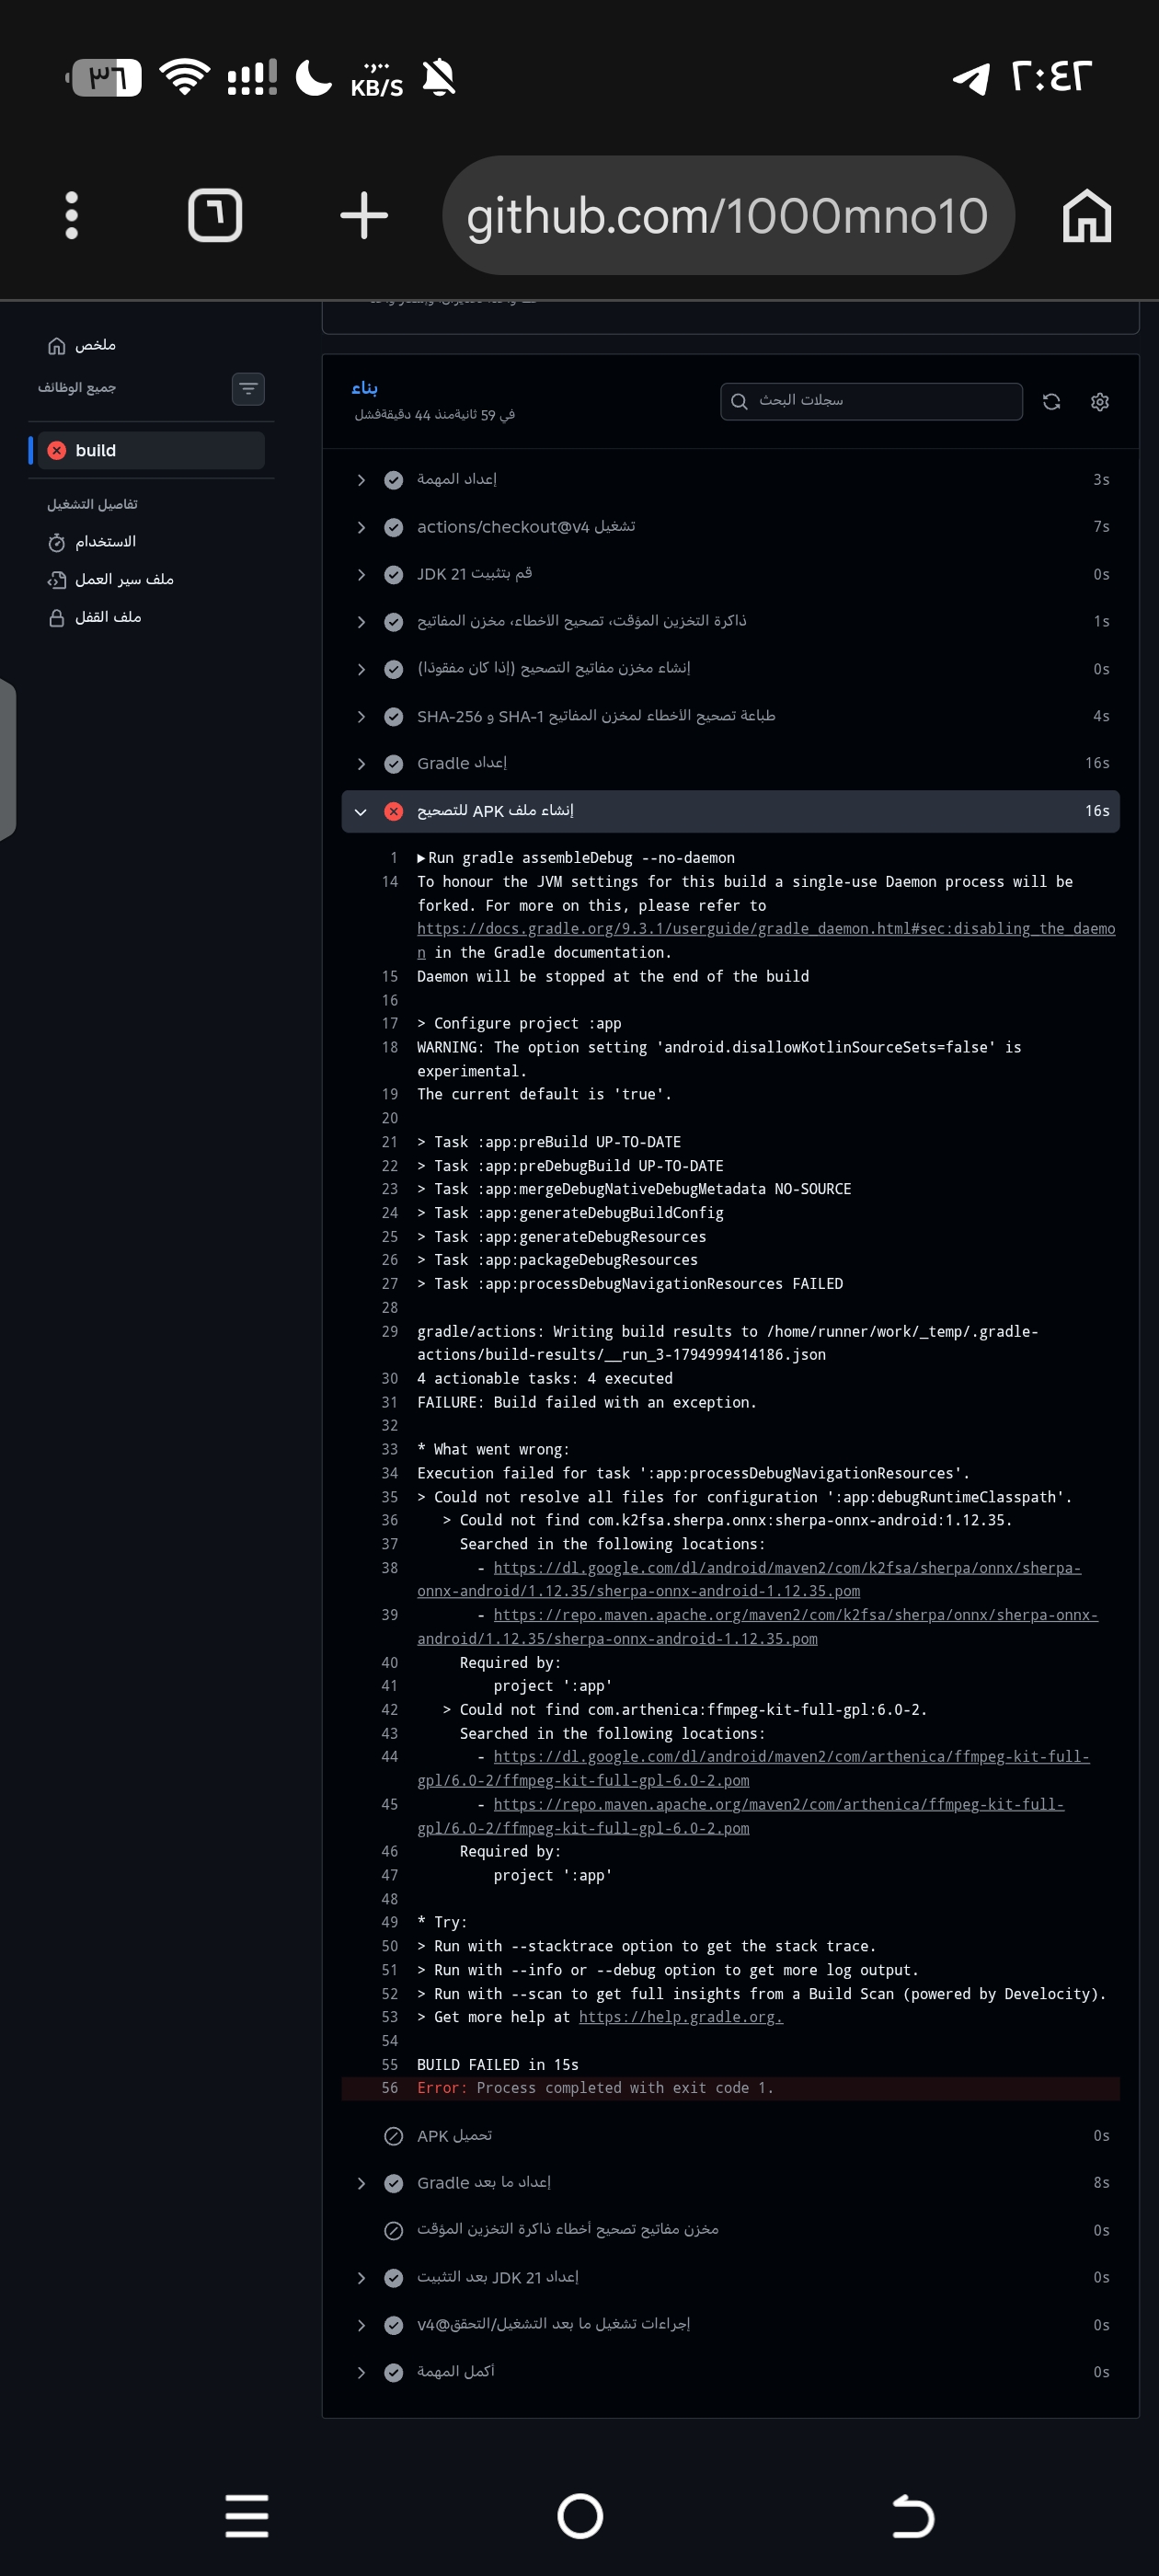 ٣٦
KB/S
٢:٤٢
٦
github.com/1000mno10
ملخص
جميع الوظائف
build
تفاصيل التشغيل
الاستخدام
ملف سير العمل
ملف القفل
بناء
في 59 ثانيةمنذ 44 دقيقةفشل
سجلات البحث
إعداد المهمة 3s
تشغيل actions/checkout@v4 7s
قم بتثبيت JDK 21 0s
ذاكرة التخزين المؤقت، تصحيح الأخطاء، مخزن المفاتيح 1s
إنشاء مخزن مفاتيح التصحيح (إذا كان مفقودًا) 0s
طباعة تصحيح الأخطاء لمخزن المفاتيح SHA-1 و SHA-256 4s
إعداد Gradle 16s
إنشاء ملف APK للتصحيح 16s
1 Run gradle assembleDebug --no-daemon
14 To honour the JVM settings for this build a single-use Daemon process will be
forked. For more on this, please refer to
https://docs.gradle.org/9.3.1/userguide/gradle_daemon.html#sec:disabling_the_daemo
n in the Gradle documentation.
15 Daemon will be stopped at the end of the build
16
17 > Configure project :app
18 WARNING: The option setting 'android.disallowKotlinSourceSets=false' is
experimental.
19 The current default is 'true'.
20
21 > Task :app:preBuild UP-TO-DATE
22 > Task :app:preDebugBuild UP-TO-DATE
23 > Task :app:mergeDebugNativeDebugMetadata NO-SOURCE
24 > Task :app:generateDebugBuildConfig
25 > Task :app:generateDebugResources
26 > Task :app:packageDebugResources
27 > Task :app:processDebugNavigationResources FAILED
28
29 gradle/actions: Writing build results to /home/runner/work/_temp/.gradle-
actions/build-results/__run_3-1794999414186.json
30 4 actionable tasks: 4 executed
31 FAILURE: Build failed with an exception.
32
33 * What went wrong:
34 Execution failed for task ':app:processDebugNavigationResources'.
35 > Could not resolve all files for configuration ':app:debugRuntimeClasspath'.
36 > Could not find com.k2fsa.sherpa.onnx:sherpa-onnx-android:1.12.35.
37 Searched in the following locations:
38 - https://dl.google.com/dl/android/maven2/com/k2fsa/sherpa/onnx/sherpa-
onnx-android/1.12.35/sherpa-onnx-android-1.12.35.pom
39 - https://repo.maven.apache.org/maven2/com/k2fsa/sherpa/onnx/sherpa-onnx-
android/1.12.35/sherpa-onnx-android-1.12.35.pom
40 Required by:
41 project ':app'
42 > Could not find com.arthenica:ffmpeg-kit-full-gpl:6.0-2.
43 Searched in the following locations:
44 - https://dl.google.com/dl/android/maven2/com/arthenica/ffmpeg-kit-full-
gpl/6.0-2/ffmpeg-kit-full-gpl-6.0-2.pom
45 - https://repo.maven.apache.org/maven2/com/arthenica/ffmpeg-kit-full-
gpl/6.0-2/ffmpeg-kit-full-gpl-6.0-2.pom
46 Required by:
47 project ':app'
48
49 * Try:
50 > Run with --stacktrace option to get the stack trace.
51 > Run with --info or --debug option to get more log output.
52 > Run with --scan to get full insights from a Build Scan (powered by Develocity).
53 > Get more help at https://help.gradle.org.
54
55 BUILD FAILED in 15s
56 Error: Process completed with exit code 1.
تحميل APK 0s
إعداد ما بعد Gradle 8s
مخزن مفاتيح تصحيح أخطاء ذاكرة التخزين المؤقت 0s
إعداد JDK 21 بعد التثبيت 0s
إجراءات تشغيل ما بعد التشغيل/التحقق@v4 0s
أكمل المهمة 0s